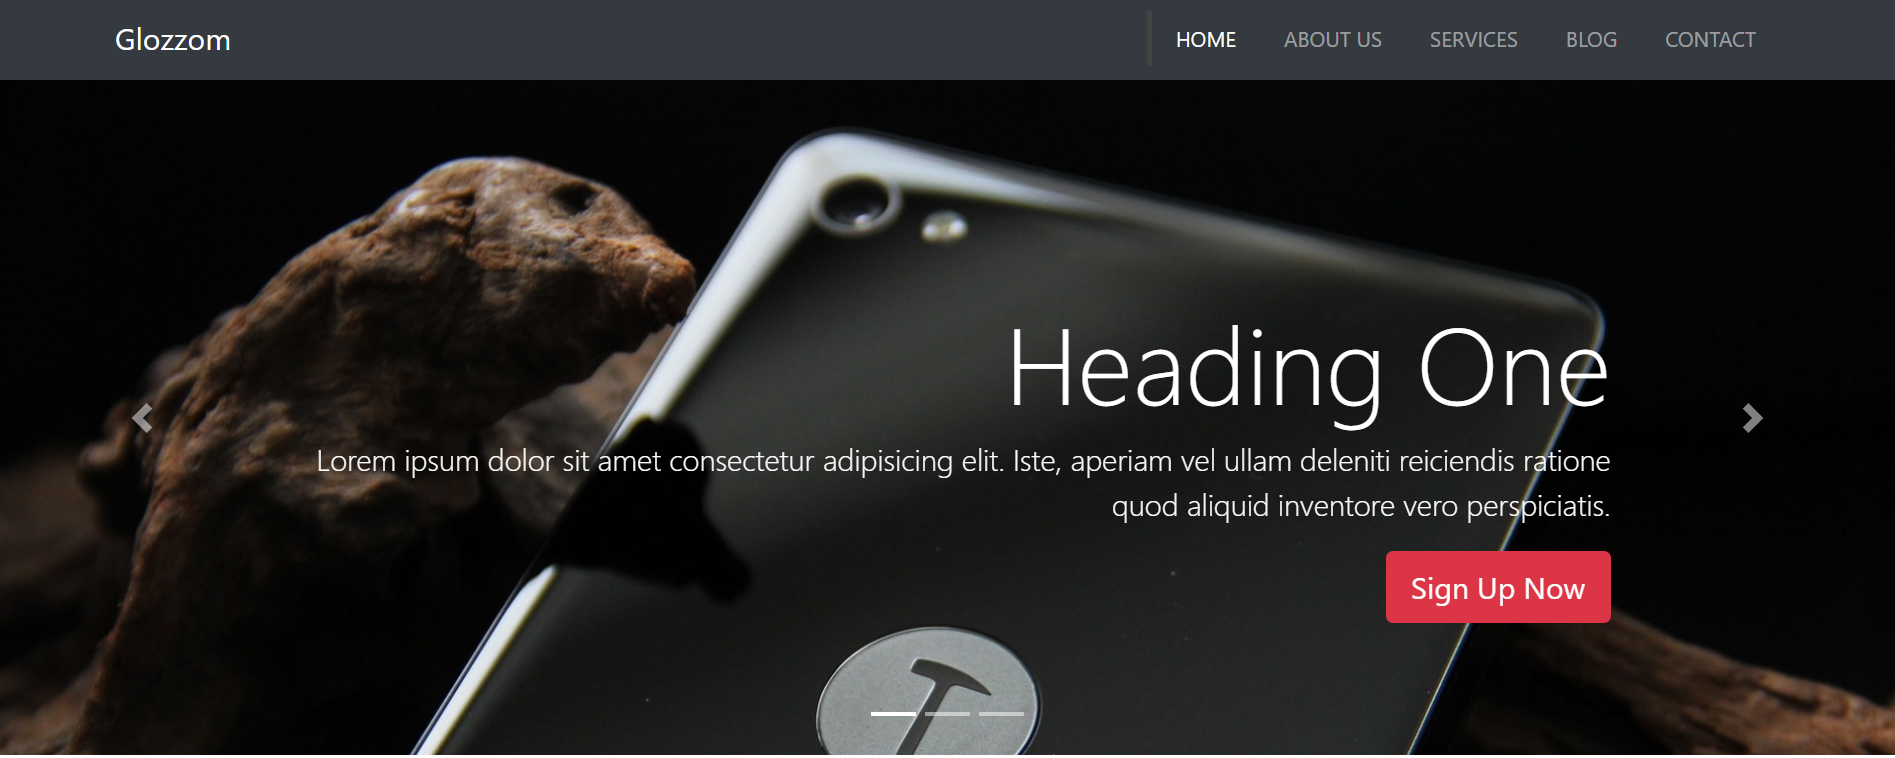 Glozzom
HOME ABOUT US SERVICES BLOG CONTACT
Heading One
Lorem ipsum dolor sit amet consectetur adipisicing elit. Iste, aperiam vel ullam deleniti reiciendis ratione
quod aliquid inventore vero perspiciatis.
Sign Up Now